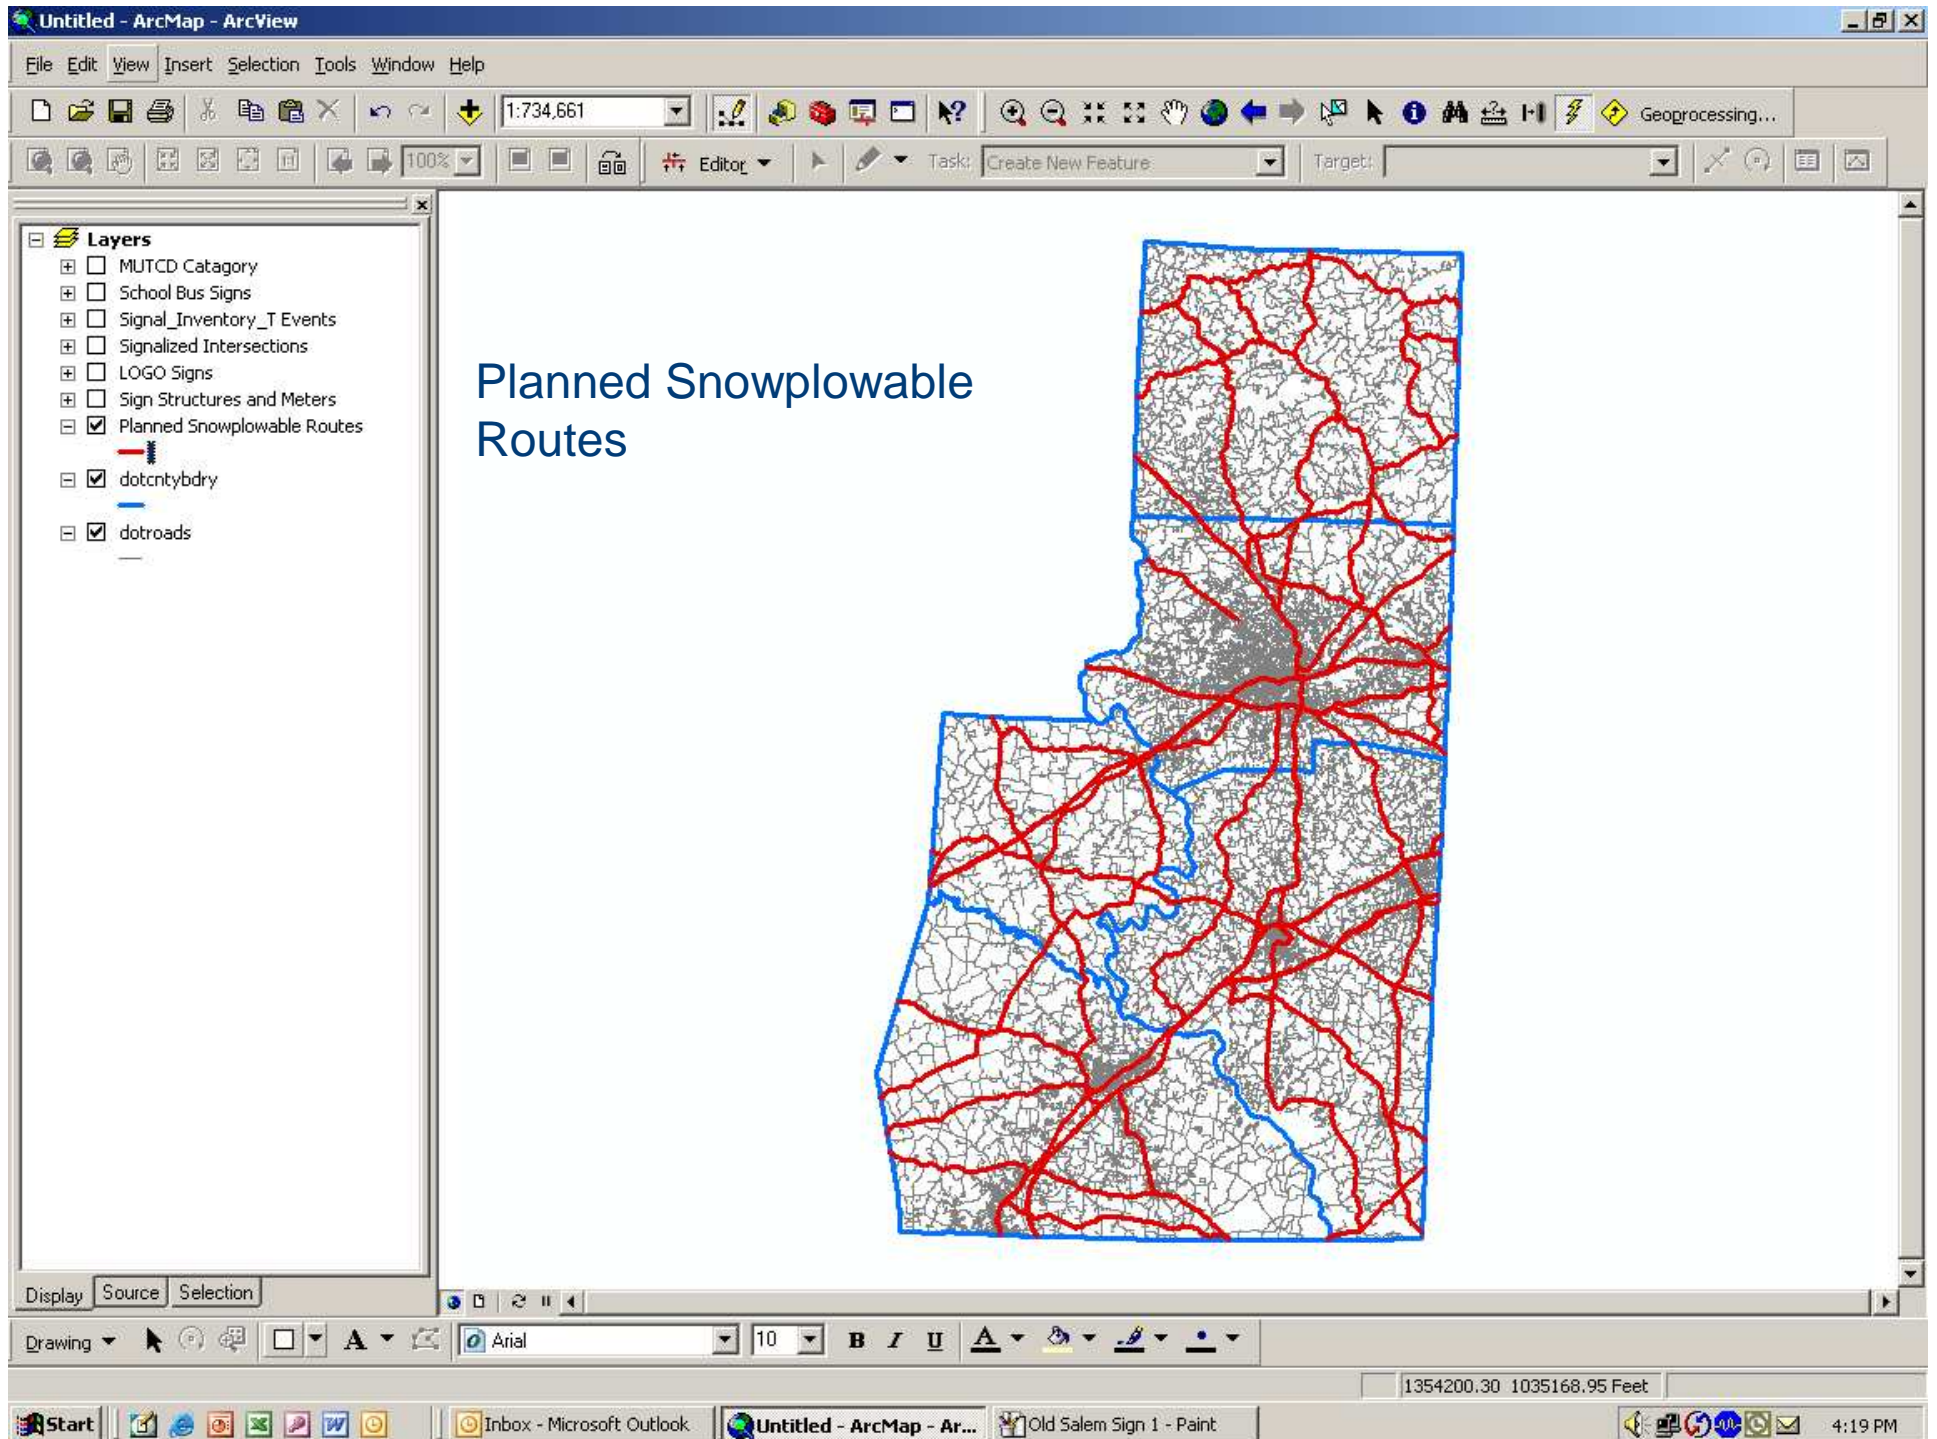 Untitled - ArcMap - ArcView
File Edit View Insert Selection Tools Window Help
1:734,661
Geoprocessing...
100% Editor Task: Create New Feature Target:
Layers
MUTCD Catagory
School Bus Signs
Signal_Inventory_T Events
Signalized Intersections
LOGO Signs
Sign Structures and Meters
Planned Snowplowable Routes
dotcntybdry
dotroads
Planned Snowplowable
Routes
Display Source Selection
Drawing A Arial 10 B I U A
1354200.30 1035168.95 Feet
Start Inbox - Microsoft Outlook Untitled - ArcMap - Ar... Old Salem Sign 1 - Paint 4:19 PM